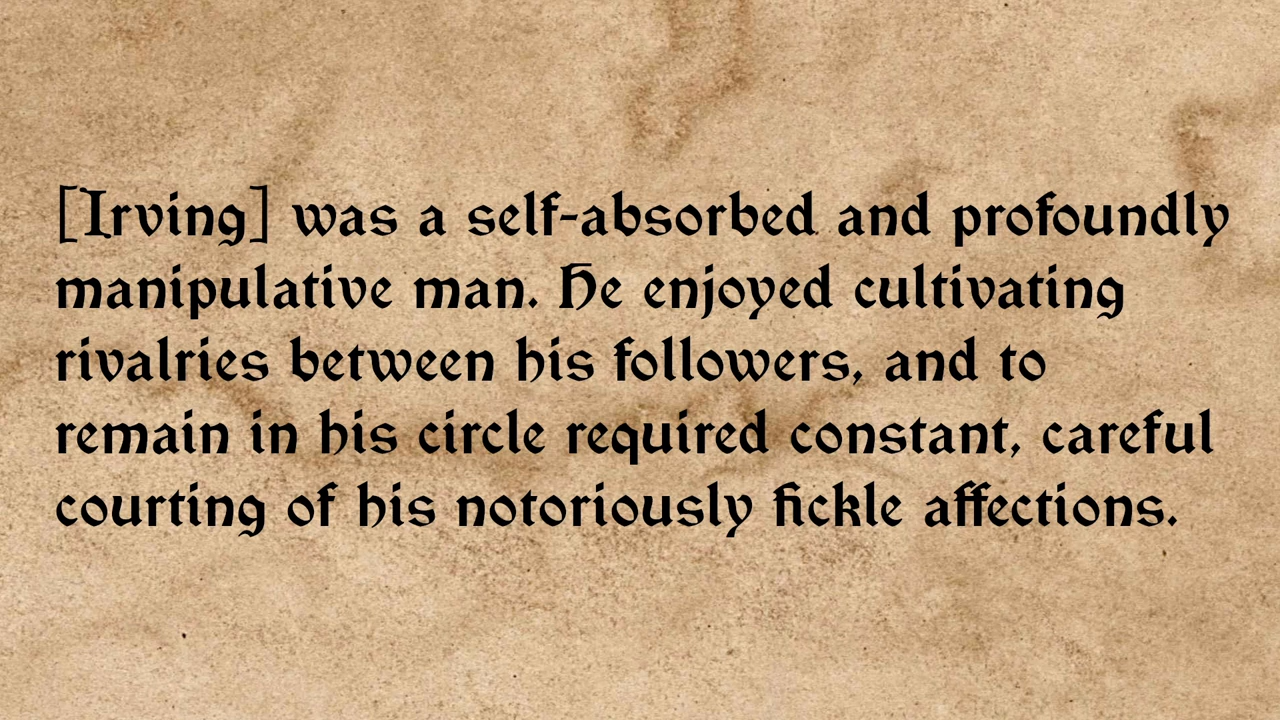 [Irving] was a self-absorbed and profoundly
manipulative man. He enjoyed cultivating
rivalries between his followers, and to
remain in his circle required constant, careful
courting of his notoriously fickle affections.